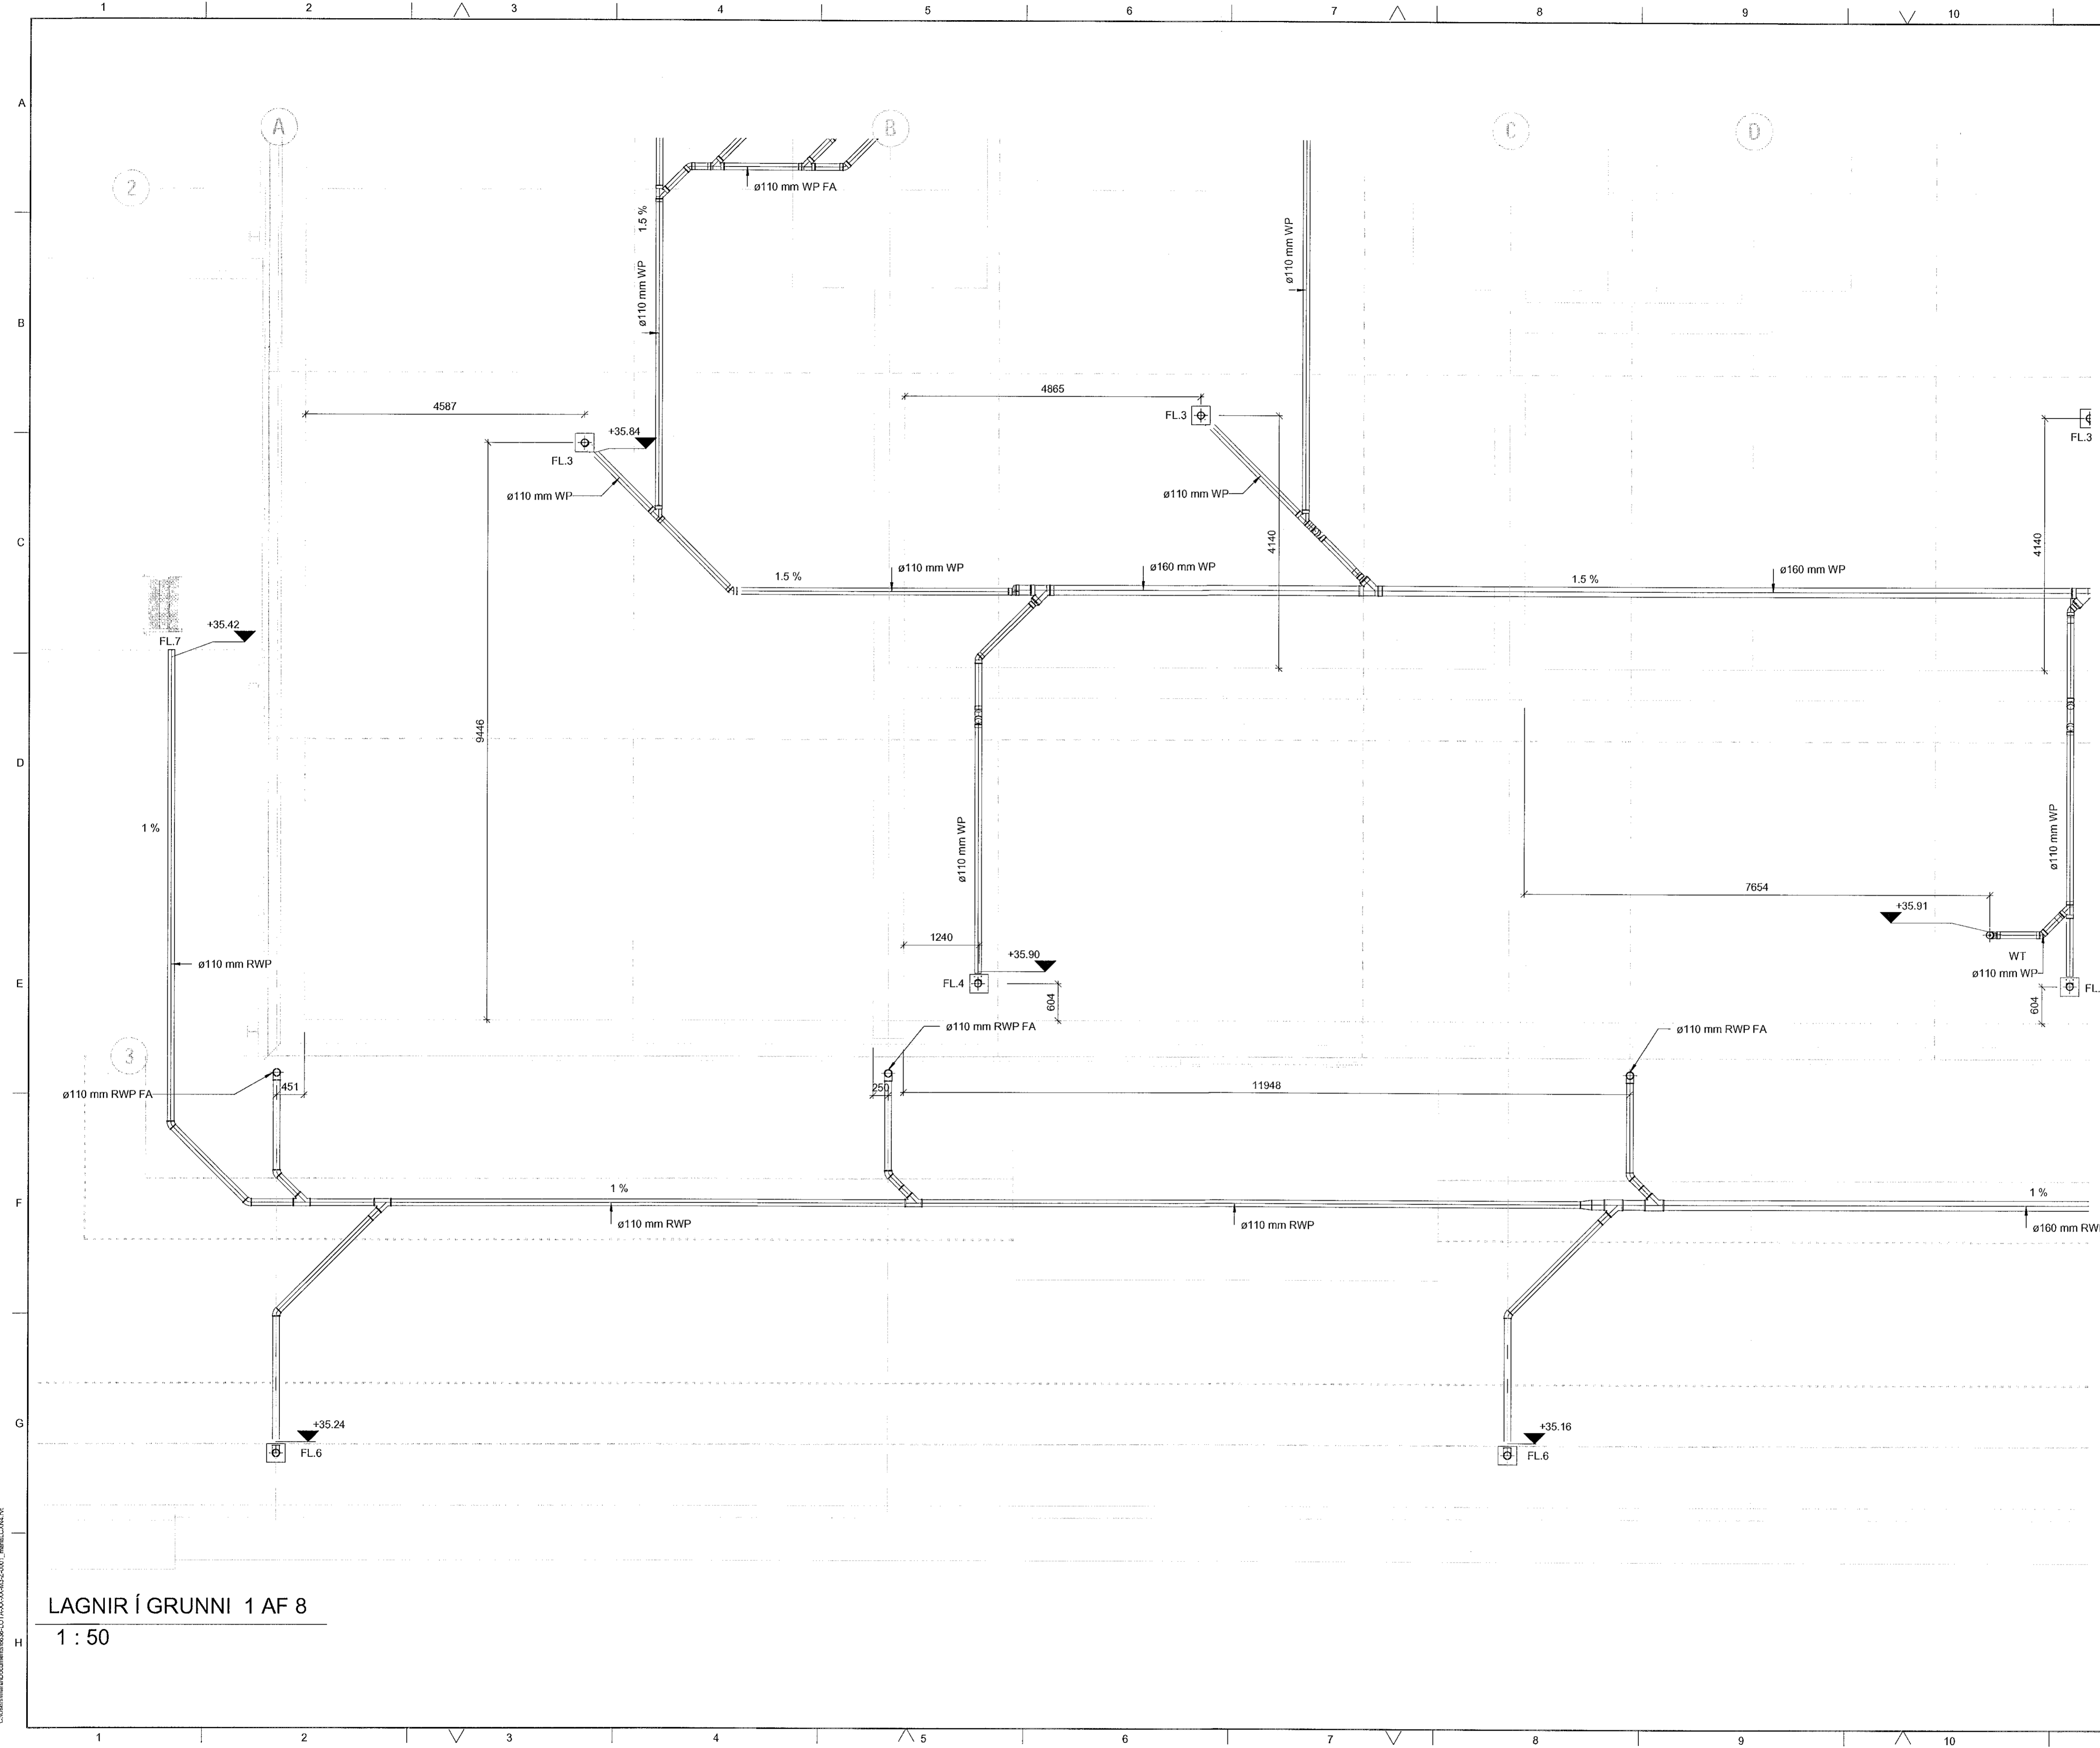 1 2 3 4 5 6 7 8 9 10
A
A B C D
2
ø110 mm WP FA
1.5 %
ø110 mm WP
ø110 mm WP
B
4587
4865
FL.3
+35.84
FL.3
FL.3
ø110 mm WP
ø110 mm WP
C
4140
4140
1.5 %
ø110 mm WP
ø160 mm WP
1.5 %
ø160 mm WP
+35.42
FL.7
9446
D
1 %
ø110 mm WP
ø110 mm WP
7654
+35.91
1240
+35.90
WT
ø110 mm WP
ø110 mm RWP
E
FL.4
FL.
604
604
ø110 mm RWP FA
ø110 mm RWP FA
3
ø110 mm RWP FA
451
250
11948
F
1 %
1 %
ø110 mm RWP
ø110 mm RWP
ø160 mm RW
G
+35.24
FL.6
+35.16
FL.6
LAGNIR Í GRUNNI 1 AF 8
1 : 50
H
1 2 3 4 5 6 7 8 9 10